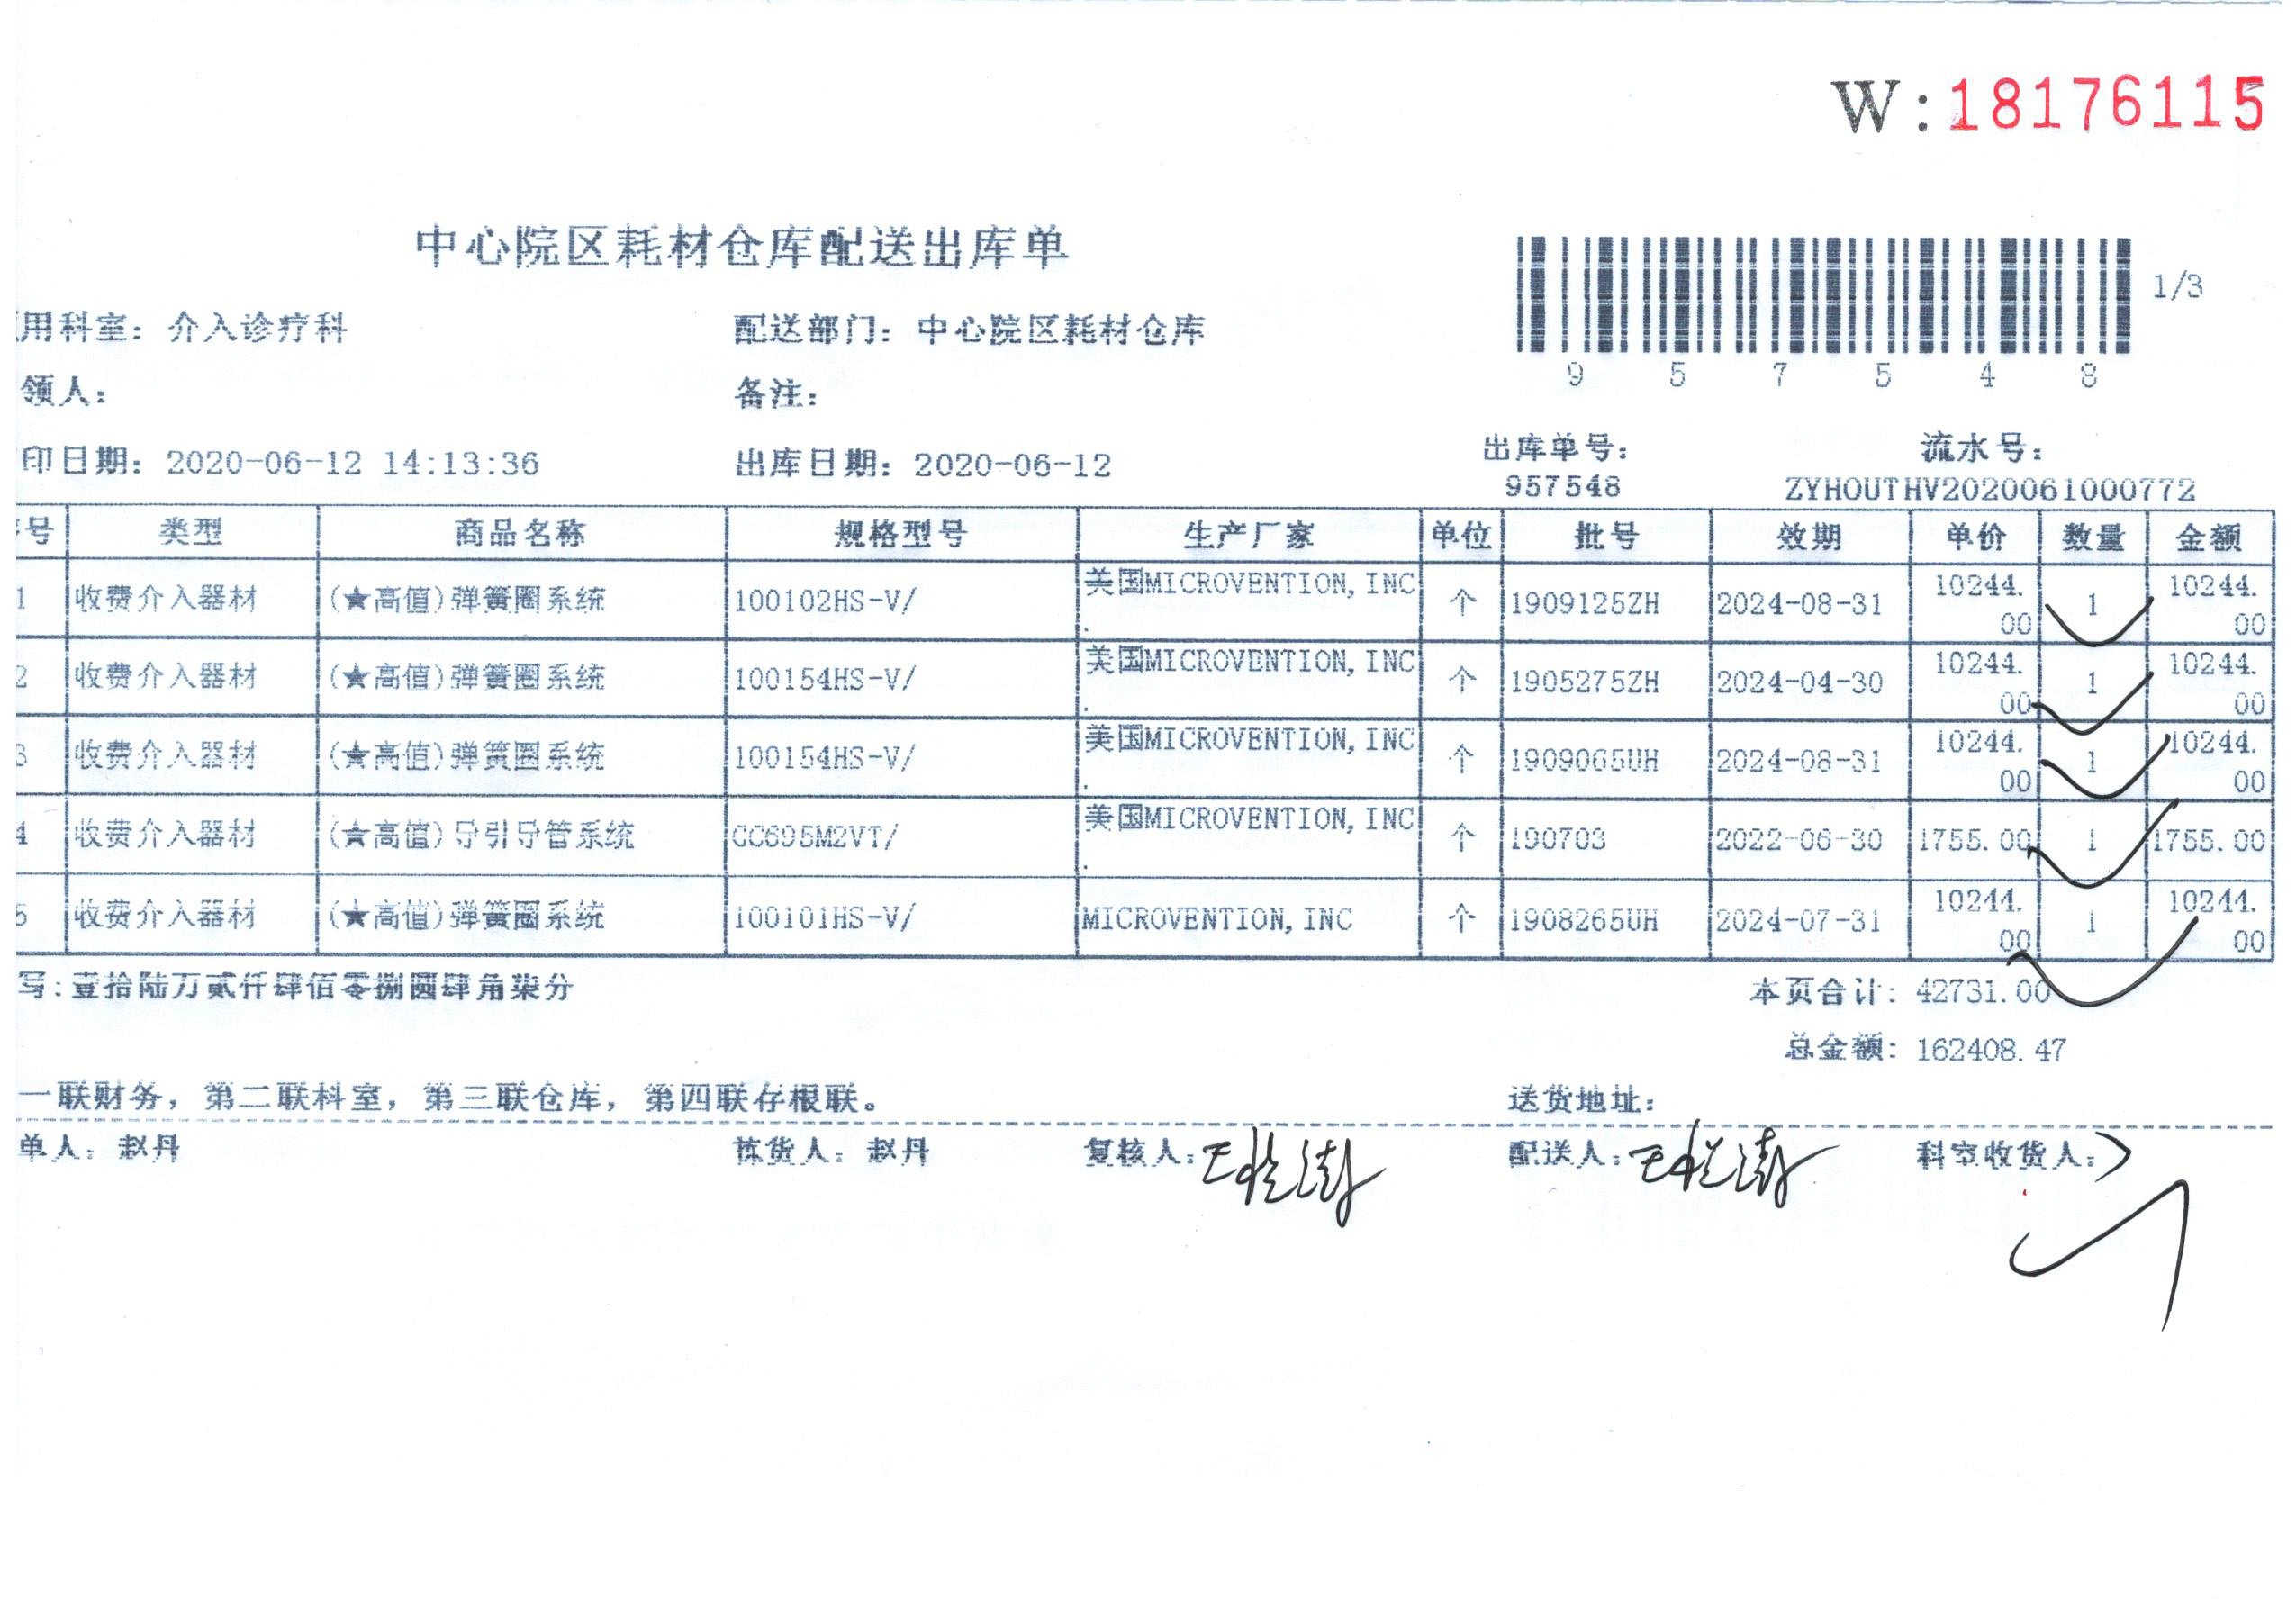 W:18176115
中心院区耗材仓库配送出库单
1/3
957548
用科室：介入诊疗科 配送部门：中心院区耗材仓库
领人： 备注：
印日期：2020-06-12 14:13:36 出库日期：2020-06-12 出库单号： 流水号：
957548 ZYHOUTHV2020061000772
号 类型 商品名称 规格型号 生产厂家 单位 批号 效期 单价 数量 金额
1 收费介入器材 (★高值)弹簧圈系统 100102HS-V/ 美国MICROVENTION, INC. 个 1909125ZH 2024-08-31 10244.00 1 10244.00
2 收费介入器材 (★高值)弹簧圈系统 100154HS-V/ 美国MICROVENTION, INC. 个 1905275ZH 2024-04-30 10244.00 1 10244.00
3 收费介入器材 (★高值)弹簧圈系统 100154HS-V/ 美国MICROVENTION, INC. 个 1909065UH 2024-08-31 10244.00 1 10244.00
4 收费介入器材 (★高值)导引导管系统 GC695M2VT/ 美国MICROVENTION, INC. 个 190703 2022-06-30 1755.00 1 1755.00
5 收费介入器材 (★高值)弹簧圈系统 100101HS-V/ MICROVENTION, INC 个 1908265UH 2024-07-31 10244.00 1 10244.00
写:壹拾陆万贰仟肆佰零捌圆肆角柒分 本页合计: 42731.00
总金额: 162408.47
一联财务，第二联科室，第三联仓库，第四联存根联。 送货地址：
单人：赵丹 拣货人：赵丹 复核人： 配送人： 科室收货人：